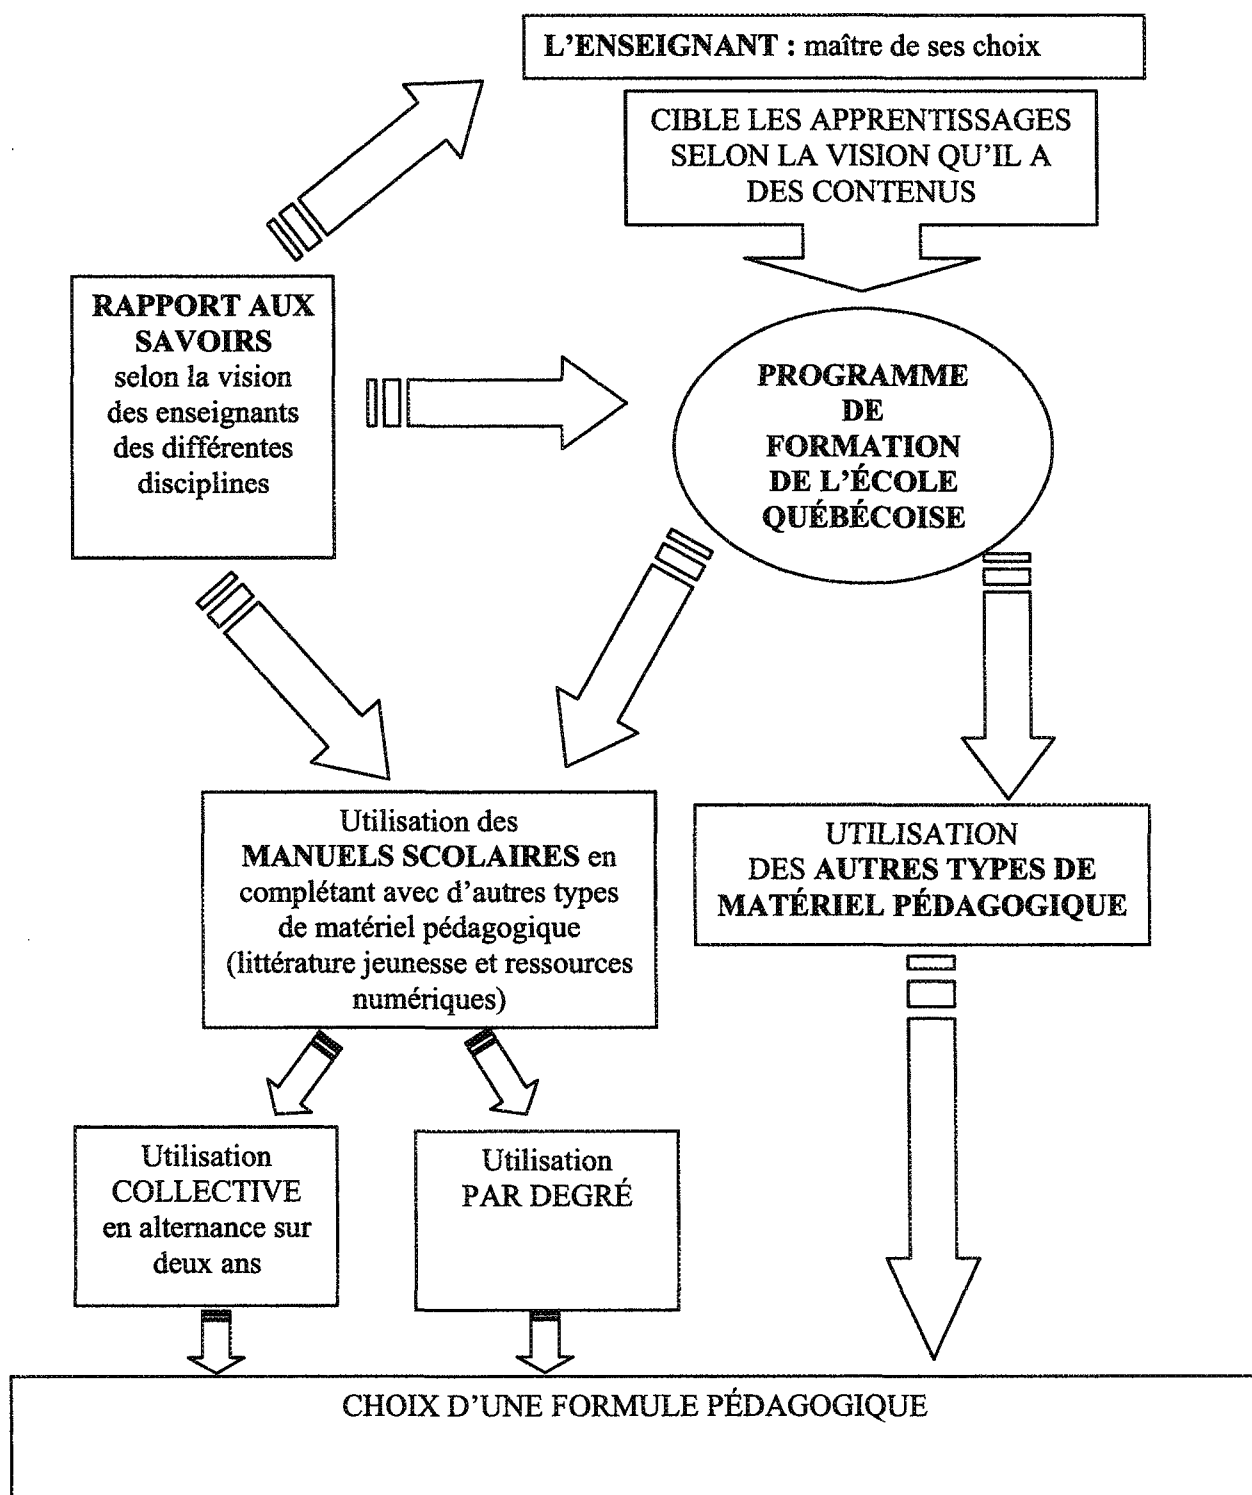 L'ENSEIGNANT : maître de ses choix
CIBLE LES APPRENTISSAGES
SELON LA VISION QU'IL A
DES CONTENUS
RAPPORT AUX
SAVOIRS
selon la vision
des enseignants
des différentes
disciplines
PROGRAMME
DE
FORMATION
DE L'ÉCOLE
QUÉBÉCOISE
Utilisation des
MANUELS SCOLAIRES en
complétant avec d'autres types
de matériel pédagogique
(littérature jeunesse et ressources
numériques)
UTILISATION
DES AUTRES TYPES DE
MATÉRIEL PÉDAGOGIQUE
Utilisation
COLLECTIVE
en alternance sur
deux ans
Utilisation
PAR DEGRÉ
CHOIX D'UNE FORMULE PÉDAGOGIQUE